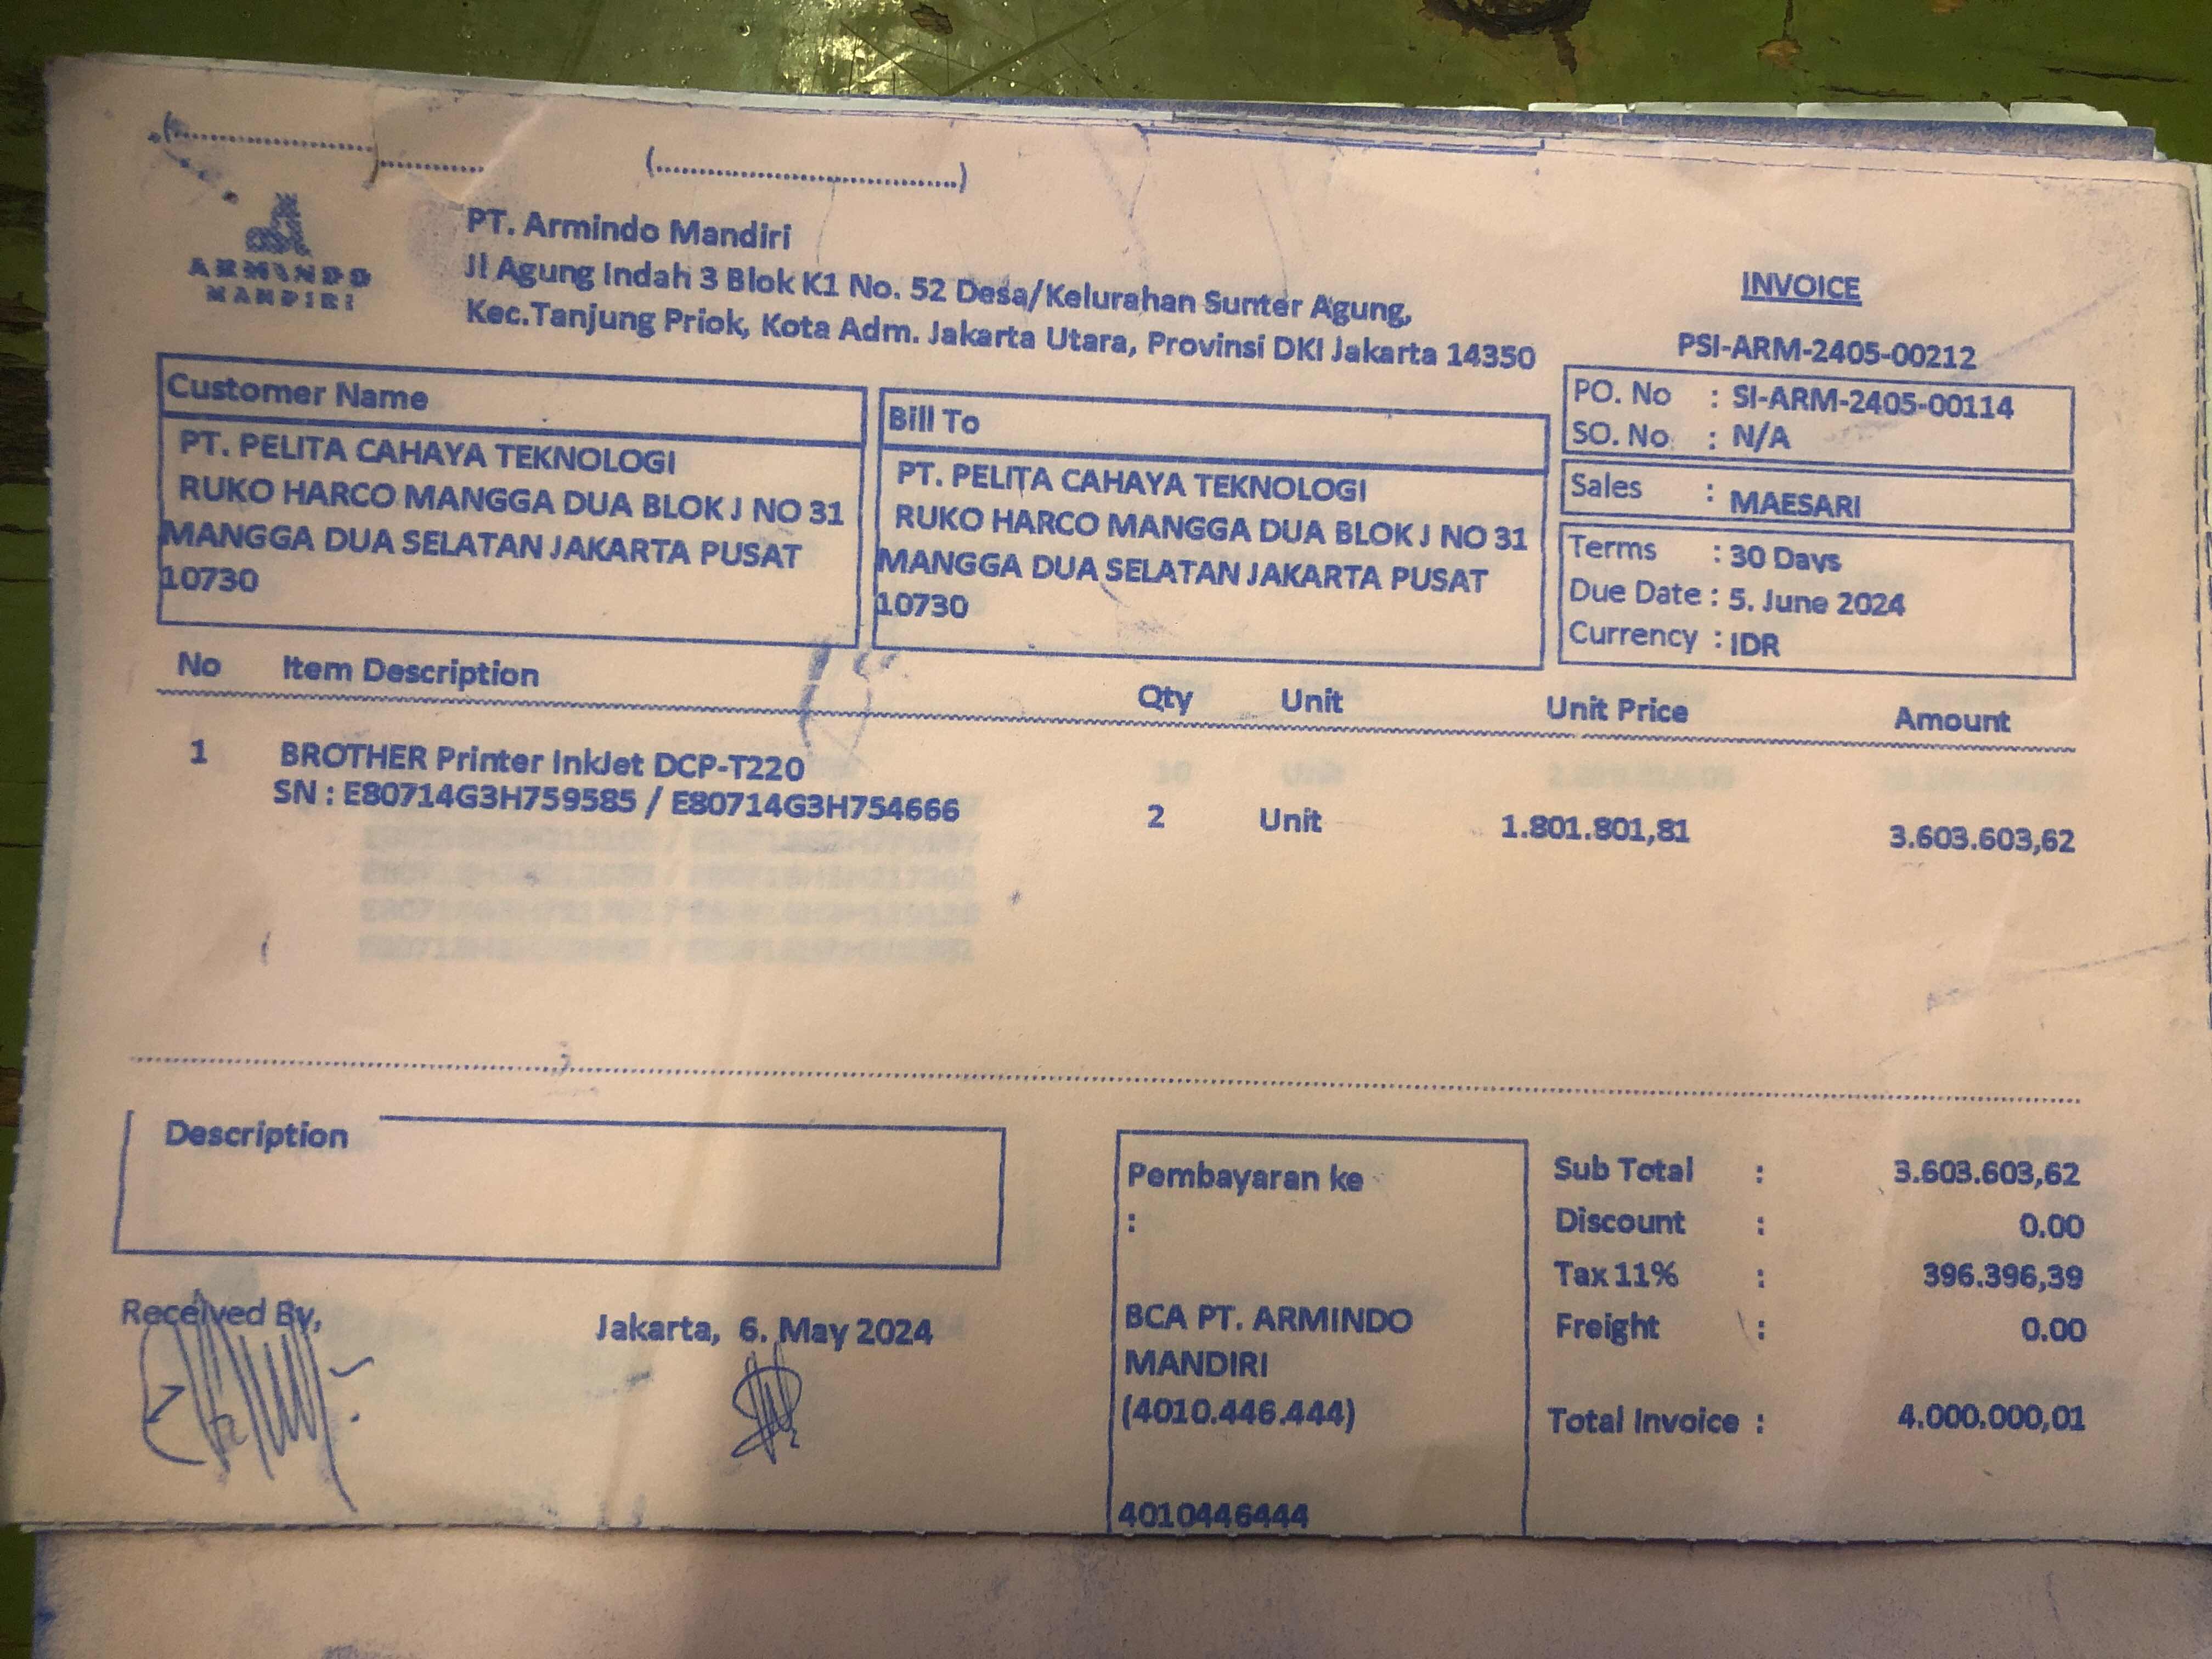 (.................................)................. (.................................................)
ARMINDO
MANDIRI
PT. Armindo Mandiri
Jl Agung Indah 3 Blok K1 No. 52 Desa/Kelurahan Sunter Agung,
Kec.Tanjung Priok, Kota Adm. Jakarta Utara, Provinsi DKI Jakarta 14350
INVOICE
PSI-ARM-2405-00212
PO. No : SI-ARM-2405-00114
SO. No : N/A
Sales : MAESARI
Terms : 30 Days
Due Date : 5. June 2024
Currency : IDR
Customer Name
PT. PELITA CAHAYA TEKNOLOGI
RUKO HARCO MANGGA DUA BLOK J NO 31
MANGGA DUA SELATAN JAKARTA PUSAT
10730
Bill To
PT. PELITA CAHAYA TEKNOLOGI
RUKO HARCO MANGGA DUA BLOK J NO 31
MANGGA DUA SELATAN JAKARTA PUSAT
10730
No Item Description Qty Unit Unit Price Amount
1 BROTHER Printer InkJet DCP-T220
SN : E80714G3H759585 / E80714G3H754666 2 Unit 1.801.801,81 3.603.603,62
Description
Received By,
Jakarta, 6. May 2024
Pembayaran ke
:
BCA PT. ARMINDO
MANDIRI
(4010.446.444)
4010446444
Sub Total : 3.603.603,62
Discount : 0.00
Tax 11% : 396.396,39
Freight : 0.00
Total Invoice : 4.000.000,01